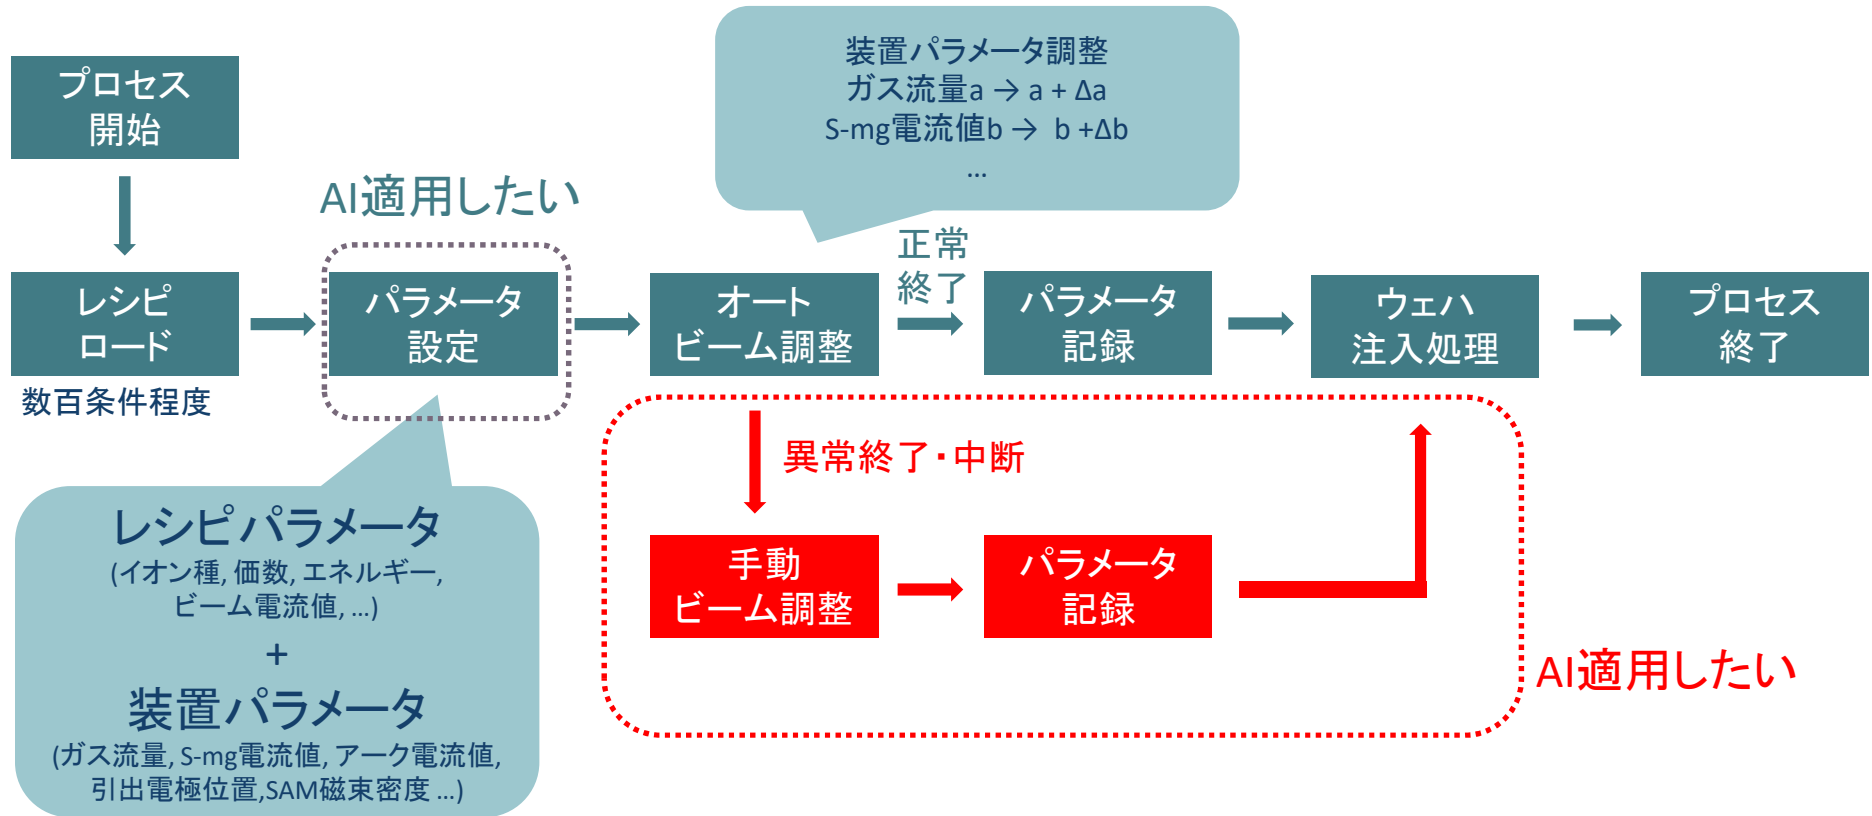 プロセス
開始
レシピ
ロード
数百条件程度
AI適用したい
パラメータ
設定
レシピパラメータ
(イオン種, 価数, エネルギー,
ビーム電流値, ...)
+
装置パラメータ
(ガス流量, S-mg電流値, アーク電流値,
引出電極位置,SAM磁束密度 ...)
装置パラメータ調整
ガス流量a → a + Δa
S-mg電流値b → b +Δb
...
オート
ビーム調整
正常
終了
パラメータ
記録
ウェハ
注入処理
プロセス
終了
異常終了・中断
手動
ビーム調整
パラメータ
記録
AI適用したい